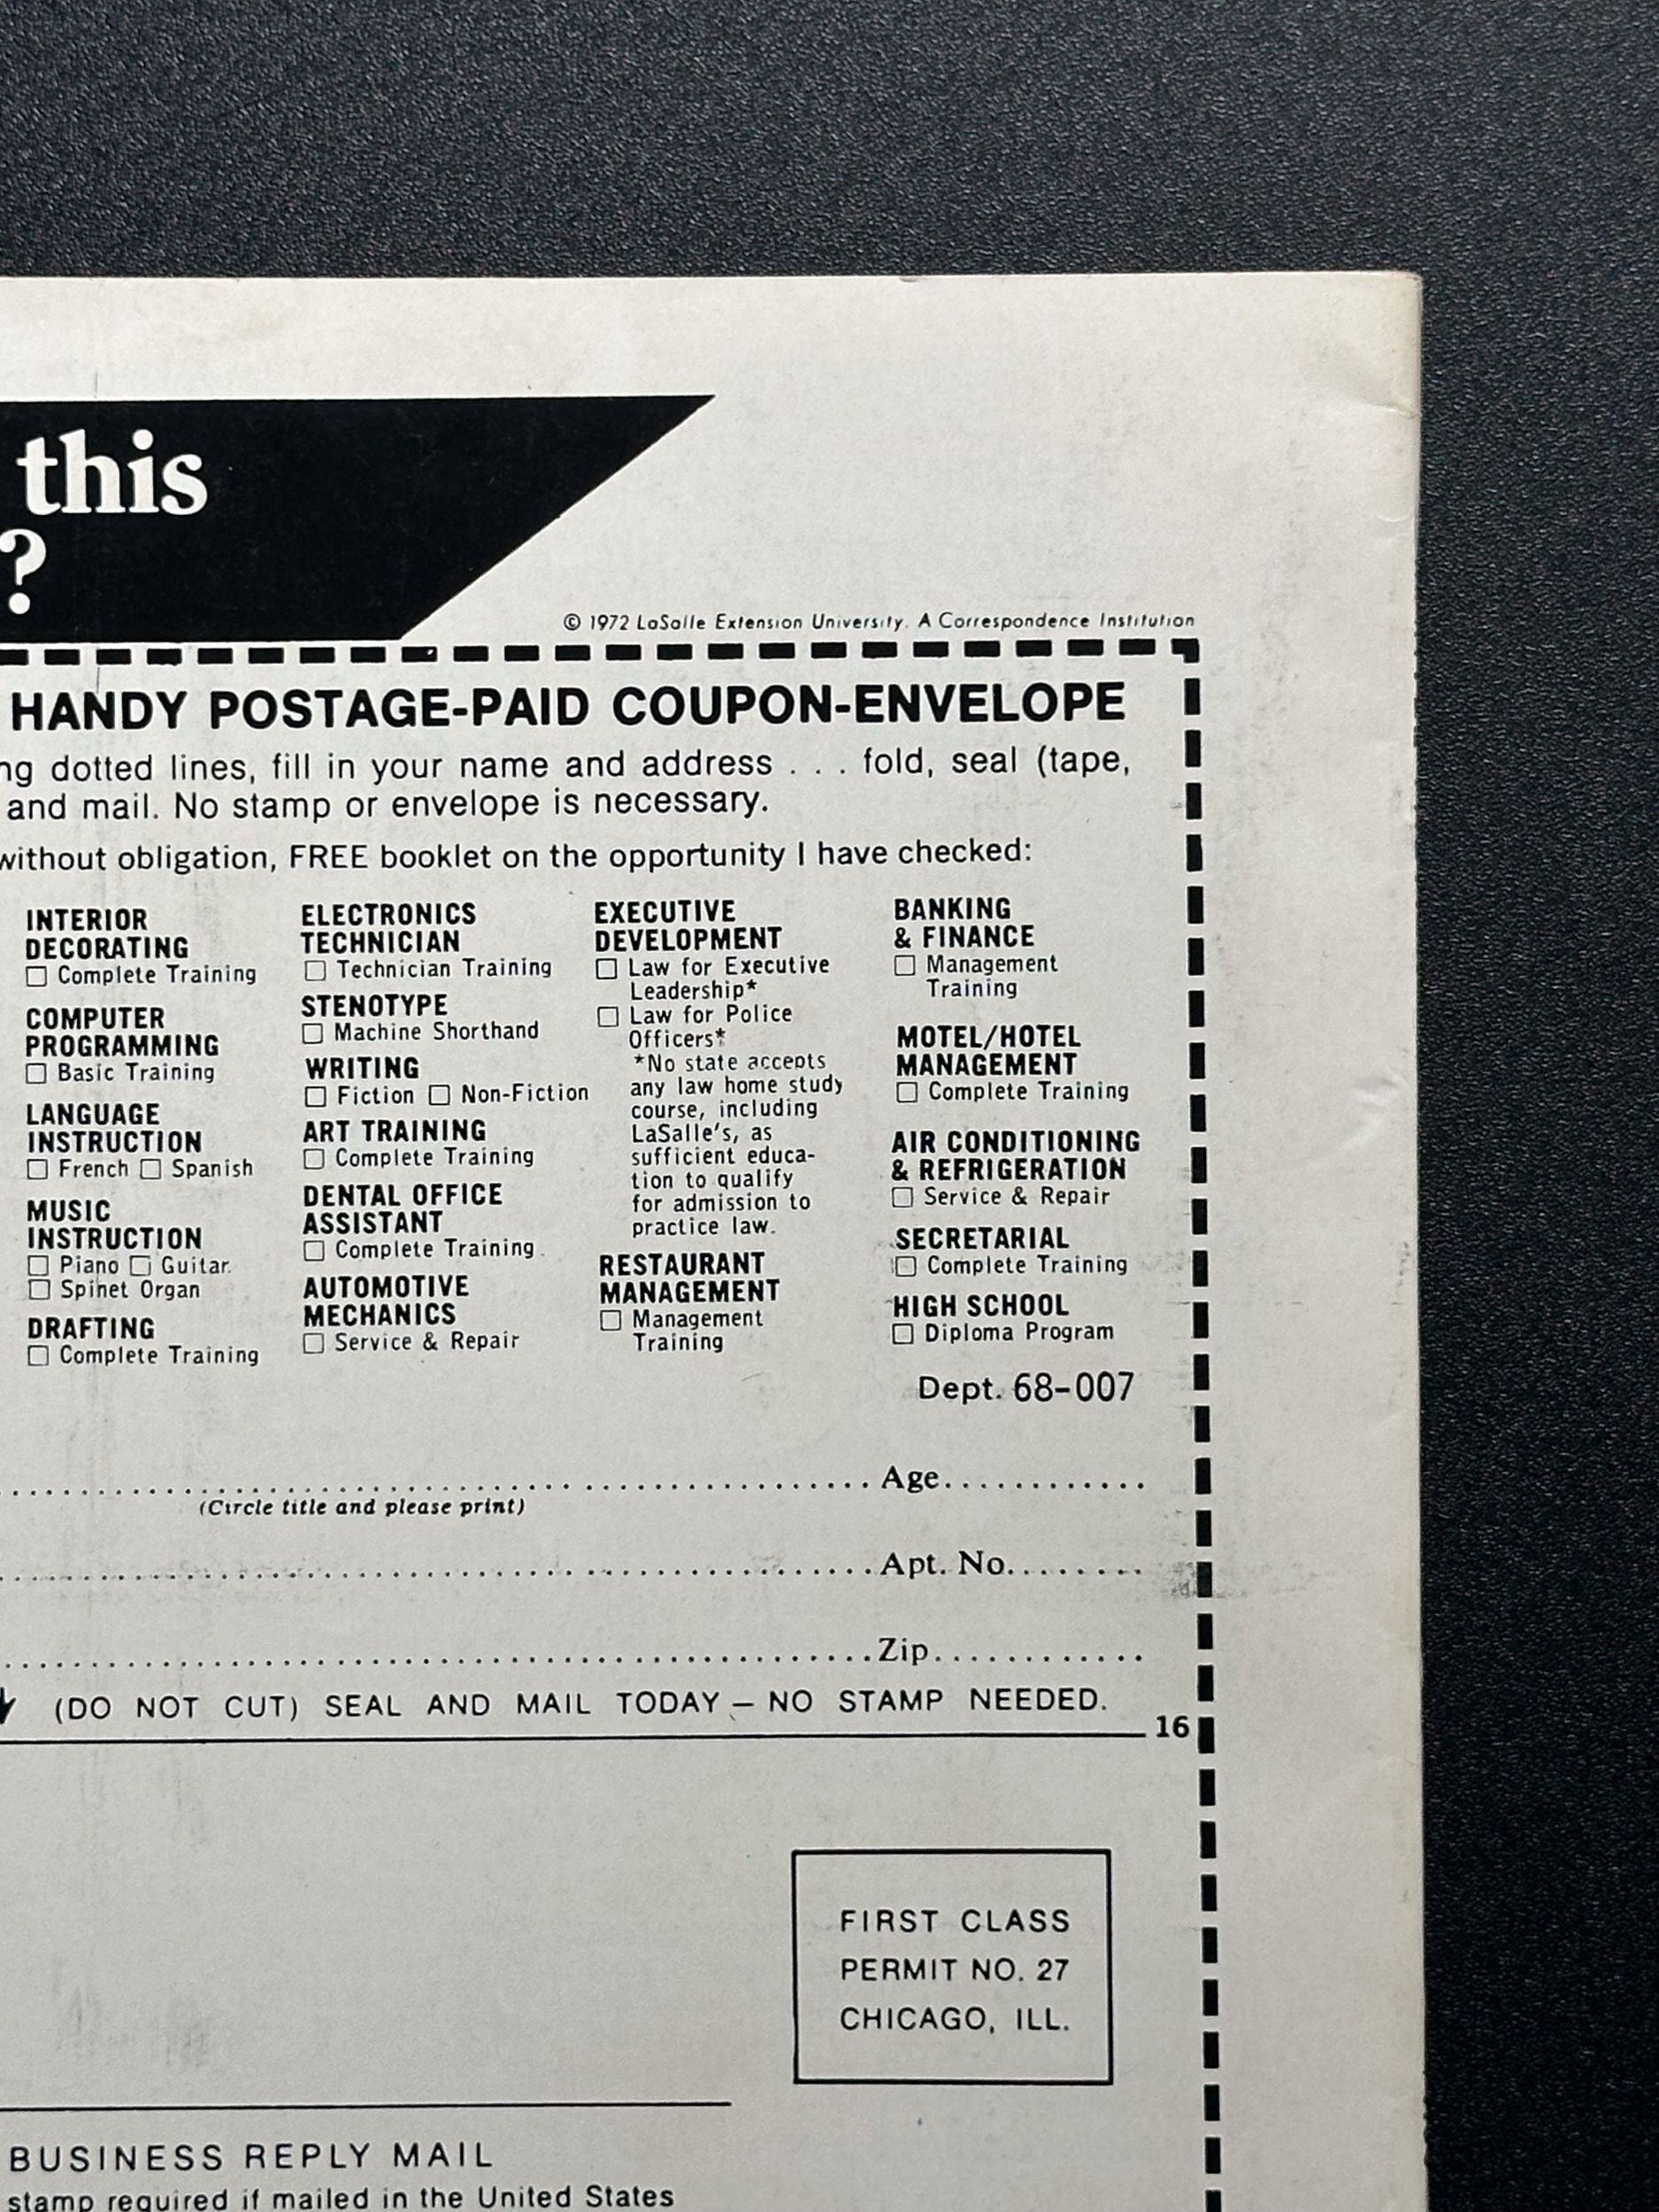 this
?
© 1972 LaSalle Extension University. A Correspondence Institution
HANDY POSTAGE-PAID COUPON-ENVELOPE
ng dotted lines, fill in your name and address . . . fold, seal (tape,
and mail. No stamp or envelope is necessary.
without obligation, FREE booklet on the opportunity I have checked:
INTERIOR
DECORATING
☐ Complete Training
COMPUTER
PROGRAMMING
☐ Basic Training
LANGUAGE
INSTRUCTION
☐ French ☐ Spanish
MUSIC
INSTRUCTION
☐ Piano ☐ Guitar
☐ Spinet Organ
DRAFTING
☐ Complete Training
ELECTRONICS
TECHNICIAN
☐ Technician Training
STENOTYPE
☐ Machine Shorthand
WRITING
☐ Fiction ☐ Non-Fiction
ART TRAINING
☐ Complete Training
DENTAL OFFICE
ASSISTANT
☐ Complete Training
AUTOMOTIVE
MECHANICS
☐ Service & Repair
EXECUTIVE
DEVELOPMENT
☐ Law for Executive
Leadership*
☐ Law for Police
Officers*
*No state accepts
any law home study
course, including
LaSalle's, as
sufficient educa-
tion to qualify
for admission to
practice law.
RESTAURANT
MANAGEMENT
☐ Management
Training
BANKING
& FINANCE
☐ Management
Training
MOTEL/HOTEL
MANAGEMENT
☐ Complete Training
AIR CONDITIONING
& REFRIGERATION
☐ Service & Repair
SECRETARIAL
☐ Complete Training
HIGH SCHOOL
☐ Diploma Program
Dept. 68-007
Age
(Circle title and please print)
Apt. No.
Zip
(DO NOT CUT) SEAL AND MAIL TODAY – NO STAMP NEEDED.
16
FIRST CLASS
PERMIT NO. 27
CHICAGO, ILL.
BUSINESS REPLY MAIL
stamp required if mailed in the United States